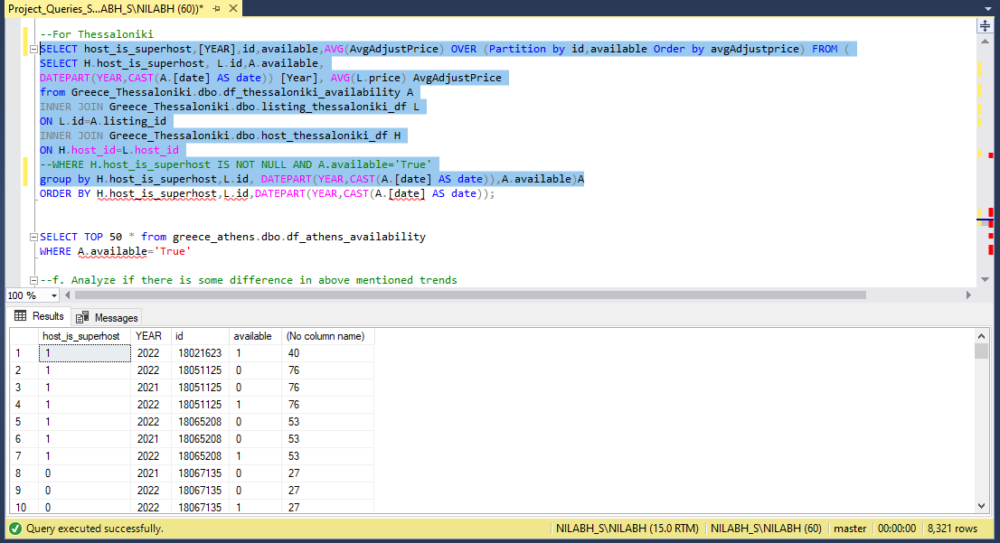 Project_Queries_S...ABH_S\NILABH (60))*
--For Thessaloniki
SELECT host_is_superhost,[YEAR],id,available,AVG(AvgAdjustPrice) OVER (Partition by id,available Order by avgAdjustprice) FROM (
SELECT H.host_is_superhost, L.id,A.available,
DATEPART(YEAR,CAST(A.[date] AS date)) [Year], AVG(L.price) AvgAdjustPrice
from Greece_Thessaloniki.dbo.df_thessaloniki_availability A
INNER JOIN Greece_Thessaloniki.dbo.listing_thessaloniki_df L
ON L.id=A.listing_id
INNER JOIN Greece_Thessaloniki.dbo.host_thessaloniki_df H
ON H.host_id=L.host_id
--WHERE H.host_is_superhost IS NOT NULL AND A.available='True'
group by H.host_is_superhost,L.id, DATEPART(YEAR,CAST(A.[date] AS date)),A.available)A
ORDER BY H.host_is_superhost,L.id,DATEPART(YEAR,CAST(A.[date] AS date));
SELECT TOP 50 * from greece_athens.dbo.df_athens_availability
WHERE A.available='True'
--f. Analyze if there is some difference in above mentioned trends
100 %
Results Messages
host_is_superhost YEAR id available (No column name)
1 1 2022 18021623 1 40
2 1 2022 18051125 0 76
3 1 2021 18051125 0 76
4 1 2022 18051125 1 76
5 1 2022 18065208 0 53
6 1 2021 18065208 0 53
7 1 2022 18065208 1 53
8 0 2021 18067135 0 27
9 0 2022 18067135 0 27
10 0 2022 18067135 1 27
Query executed successfully. NILABH_S\NILABH (15.0 RTM) NILABH_S\NILABH (60) master 00:00:00 8,321 rows